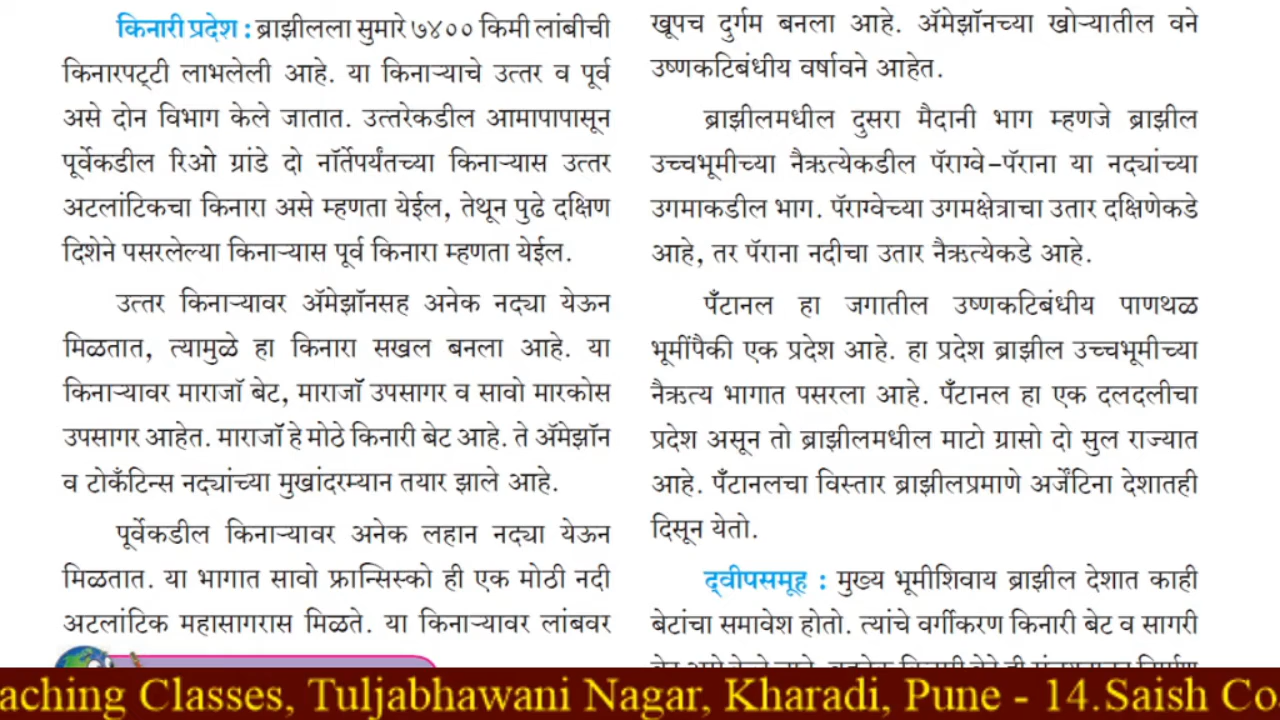 किनारी प्रदेश : ब्राझीलला सुमारे ७४०० किमी लांबीची
किनारपट्टी लाभलेली आहे. या किनाऱ्याचे उत्तर व पूर्व
असे दोन विभाग केले जातात. उत्तरेकडील आमापापासून
पूर्वेकडील रिओ ग्रांडे दो नॉर्तेपर्यंतच्या किनाऱ्यास उत्तर
अटलांटिकचा किनारा असे म्हणता येईल, तेथून पुढे दक्षिण
दिशेने पसरलेल्या किनाऱ्यास पूर्व किनारा म्हणता येईल.
उत्तर किनाऱ्यावर ॲमेझॉनसह अनेक नद्या येऊन
मिळतात, त्यामुळे हा किनारा सखल बनला आहे. या
किनाऱ्यावर माराजॉ बेट, माराजॉ उपसागर व सावो मारकोस
उपसागर आहेत. माराजॉ हे मोठे किनारी बेट आहे. ते ॲमेझॉन
व टोकँटिन्स नद्यांच्या मुखांदरम्यान तयार झाले आहे.
पूर्वेकडील किनाऱ्यावर अनेक लहान नद्या येऊन
मिळतात. या भागात सावो फ्रान्सिस्को ही एक मोठी नदी
अटलांटिक महासागरास मिळते. या किनाऱ्यावर लांबवर
खूपच दुर्गम बनला आहे. ॲमेझॉनच्या खोऱ्यातील वने
उष्णकटिबंधीय वर्षावने आहेत.
ब्राझीलमधील दुसरा मैदानी भाग म्हणजे ब्राझील
उच्चभूमीच्या नैऋत्येकडील पॅराग्वे-पॅराना या नद्यांच्या
उगमाकडील भाग. पॅराग्वेच्या उगमक्षेत्राचा उतार दक्षिणेकडे
आहे, तर पॅराना नदीचा उतार नैऋत्येकडे आहे.
पँटानल हा जगातील उष्णकटिबंधीय पाणथळ
भूमींपैकी एक प्रदेश आहे. हा प्रदेश ब्राझील उच्चभूमीच्या
नैऋत्य भागात पसरला आहे. पँटानल हा एक दलदलीचा
प्रदेश असून तो ब्राझीलमधील माटो ग्रासो दो सुल राज्यात
आहे. पँटानलचा विस्तार ब्राझीलप्रमाणे अर्जेंटिना देशातही
दिसून येतो.
द्वीपसमूह : मुख्य भूमीशिवाय ब्राझील देशात काही
बेटांचा समावेश होतो. त्यांचे वर्गीकरण किनारी बेट व सागरी
aching Classes, Tuljabhawani Nagar, Kharadi, Pune - 14.Saish Co